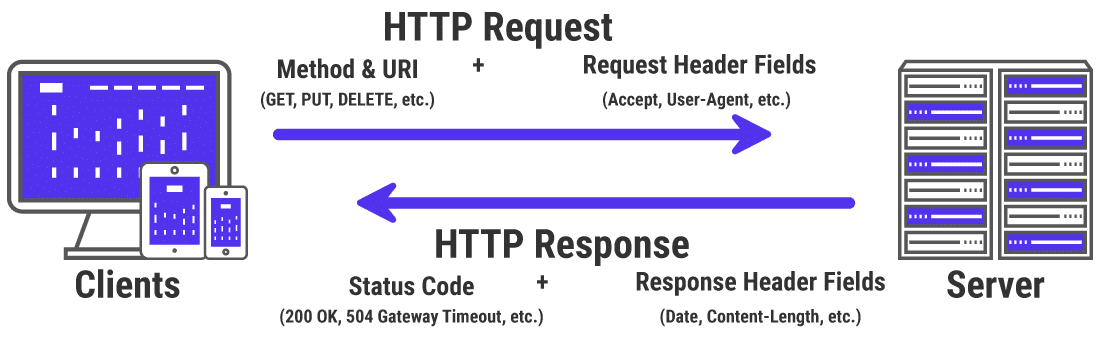 HTTP Request
Method & URI + Request Header Fields
(GET, PUT, DELETE, etc.) (Accept, User-Agent, etc.)
HTTP Response
Clients Server
Status Code + Response Header Fields
(200 OK, 504 Gateway Timeout, etc.) (Date, Content-Length, etc.)